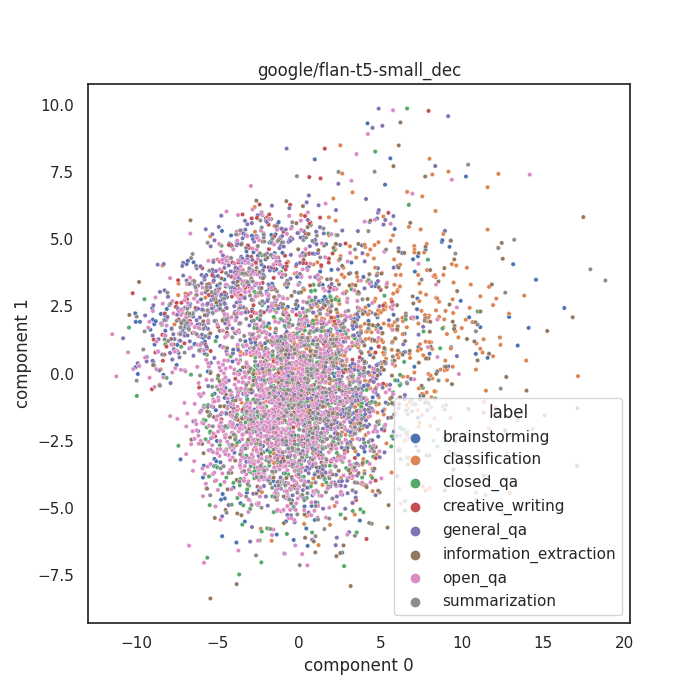 google/flan-t5-small_dec
10.0
7.5
5.0
2.5
0.0
−2.5
−5.0
−7.5
component 1
label
brainstorming
classification
closed_qa
creative_writing
general_qa
information_extraction
open_qa
summarization
−10
−5
0
5
10
15
20
component 0